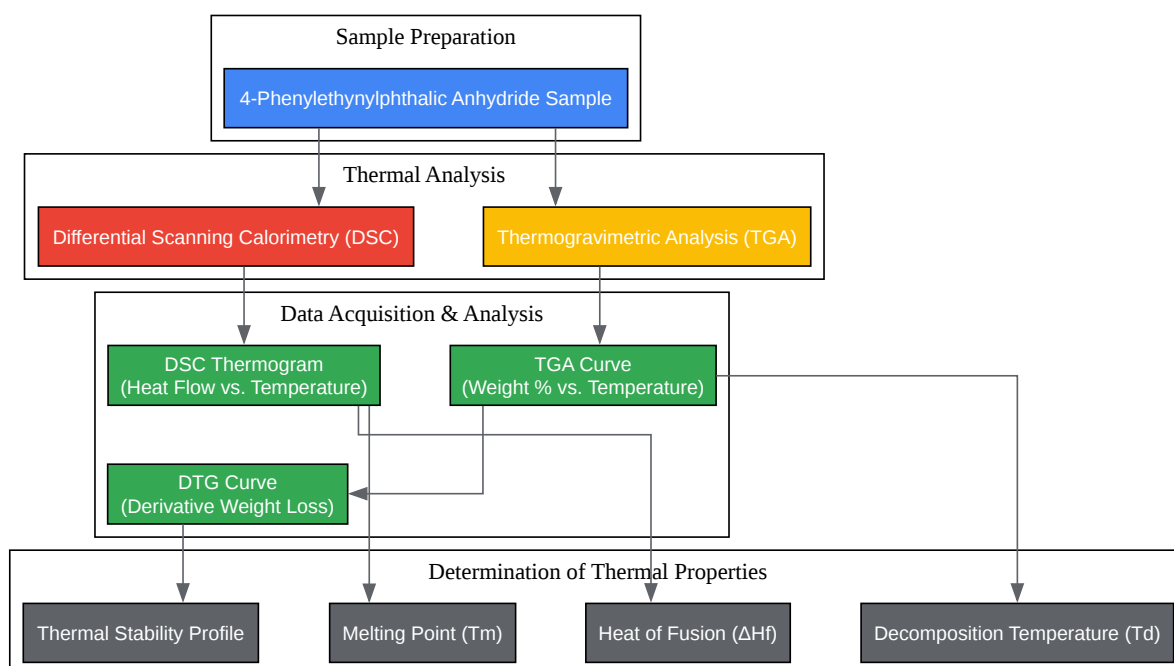 Sample Preparation
4-Phenylethynylphthalic Anhydride Sample
Thermal Analysis
Differential Scanning Calorimetry (DSC)
Thermogravimetric Analysis (TGA)
Data Acquisition & Analysis
DSC Thermogram
(Heat Flow vs. Temperature)
TGA Curve
(Weight % vs. Temperature)
DTG Curve
(Derivative Weight Loss)
Determination of Thermal Properties
Thermal Stability Profile
Melting Point (Tm)
Heat of Fusion (ΔHf)
Decomposition Temperature (Td)